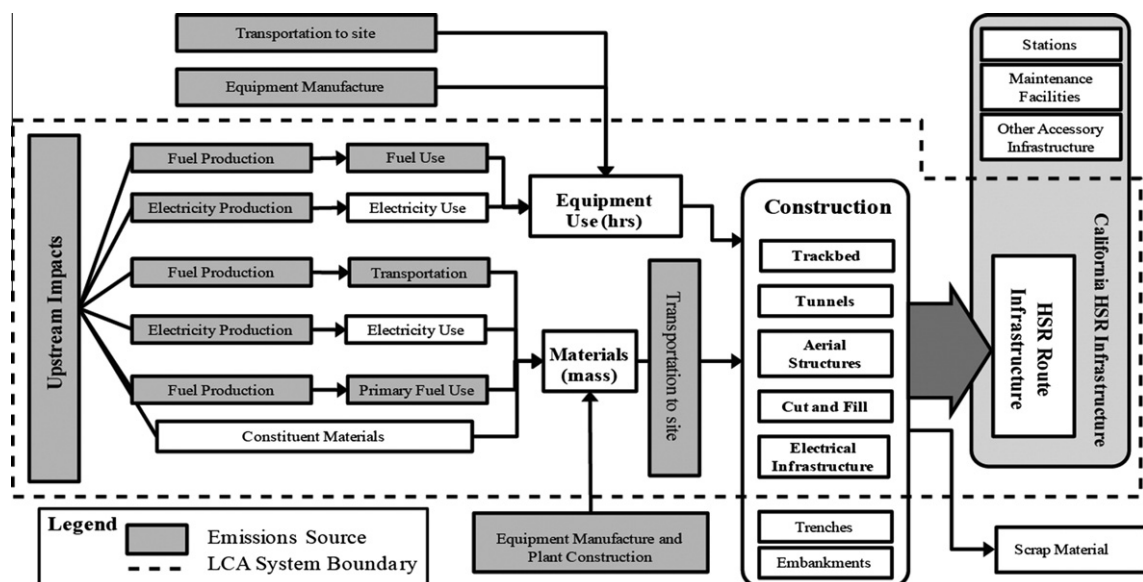 Transportation to site
Equipment Manufacture
Stations
Maintenance
Facilities
Other Accessory
Infrastructure
Upstream Impacts
Fuel Production
Fuel Use
Electricity Production
Electricity Use
Equipment
Use (hrs)
Fuel Production
Transportation
Electricity Production
Electricity Use
Fuel Production
Primary Fuel Use
Constituent Materials
Materials
(mass)
Transportation to
site
Construction
Trackbed
Tunnels
Aerial
Structures
Cut and Fill
Electrical
Infrastructure
Trenches
Embankments
HSR Route
Infrastructure
California HSR Infrastructure
Legend
Emissions Source
LCA System Boundary
Equipment Manufacture and
Plant Construction
Scrap Material